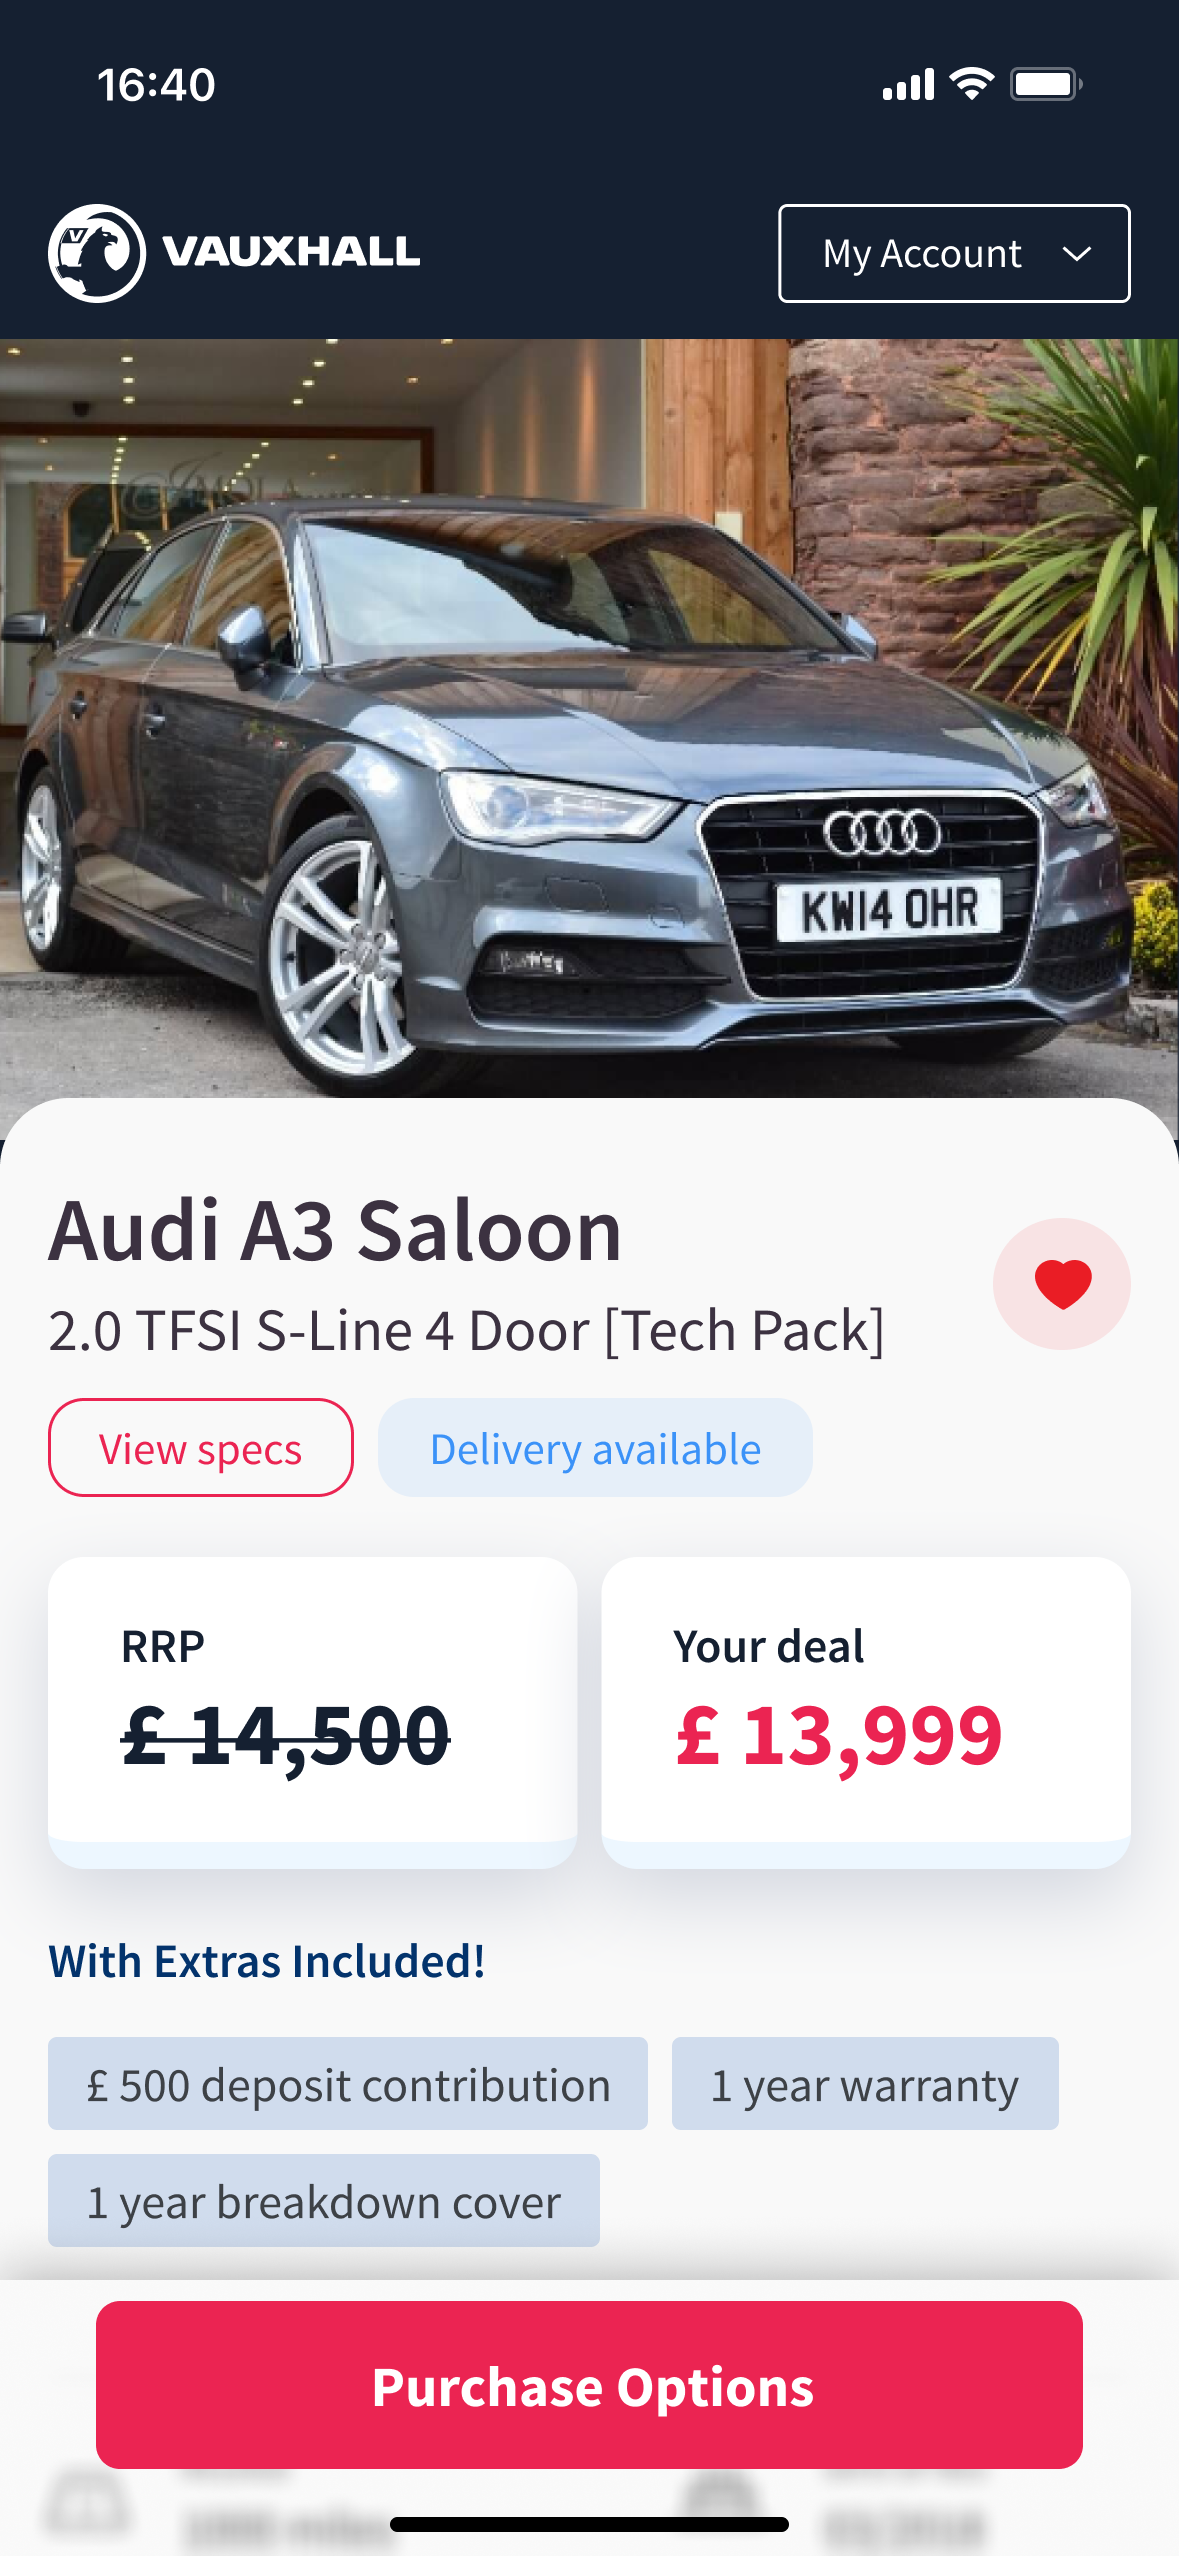 16:40
VAUXHALL
My Account
KW14 OHR
Audi A3 Saloon
2.0 TFSI S-Line 4 Door [Tech Pack]
View specs
Delivery available
RRP
Your deal
£ 14,500
£ 13,999
With Extras Included!
£ 500 deposit contribution
1 year warranty
1 year breakdown cover
Purchase Options